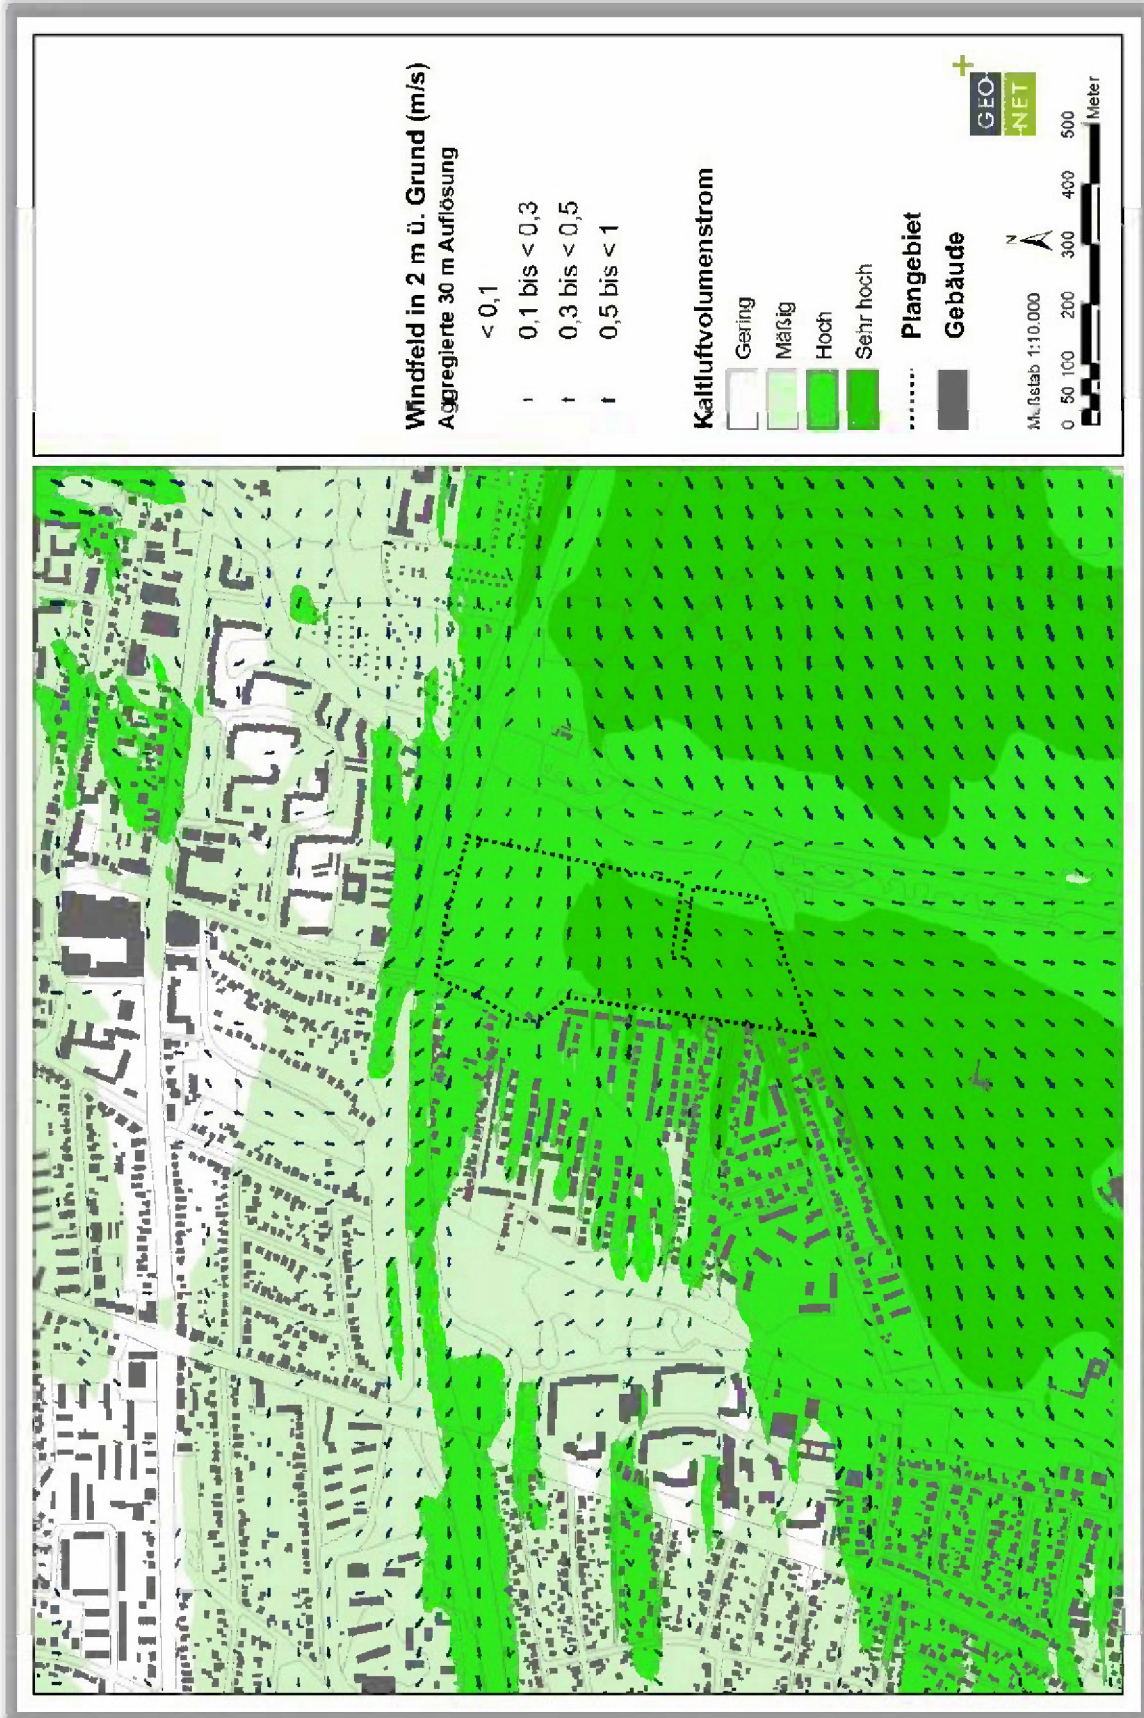 Windfeld in 2 m ü. Grund (m/s)
Aggregierte 30 m Auflösung
< 0,1
0,1 bis < 0,3
0,3 bis < 0,5
0,5 bis < 1
Kaltluftvolumenstrom
Gering
Mäßig
Hoch
Sehr hoch
Plangebiet
Gebäude
N
Maßstab 1:10.000
0 50 100 200 300 400 500
Meter
GEO
-NET